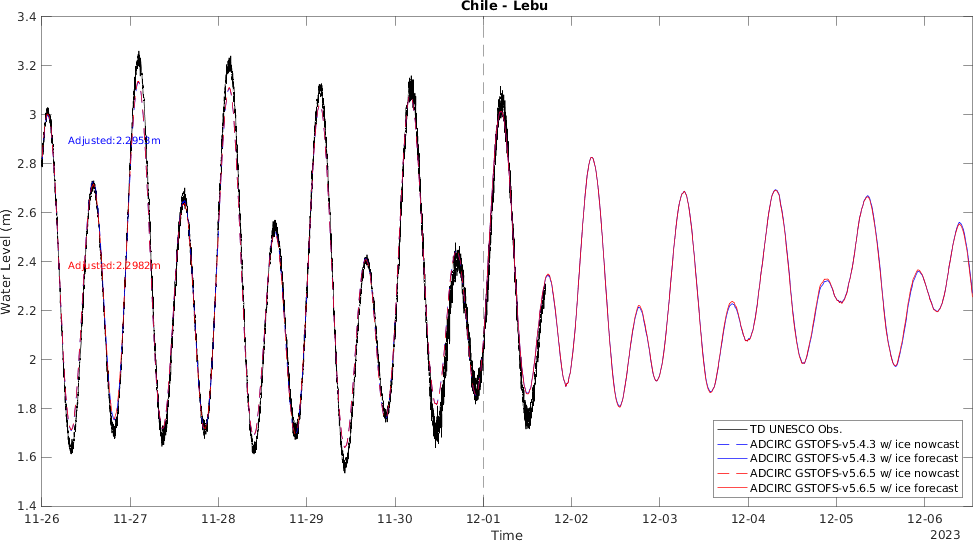 Chile - Lebu
3.4
3.2
3
2.8
2.6
2.4
2.2
2
1.8
1.6
1.4
Water Level (m)
Adjusted:2.2953m
Adjusted:2.2982m
TD UNESCO Obs.
ADCIRC GSTOFS-v5.4.3 w/ ice nowcast
ADCIRC GSTOFS-v5.4.3 w/ ice forecast
ADCIRC GSTOFS-v5.6.5 w/ ice nowcast
ADCIRC GSTOFS-v5.6.5 w/ ice forecast
11-26 11-27 11-28 11-29 11-30 12-01 12-02 12-03 12-04 12-05 12-06
Time
2023